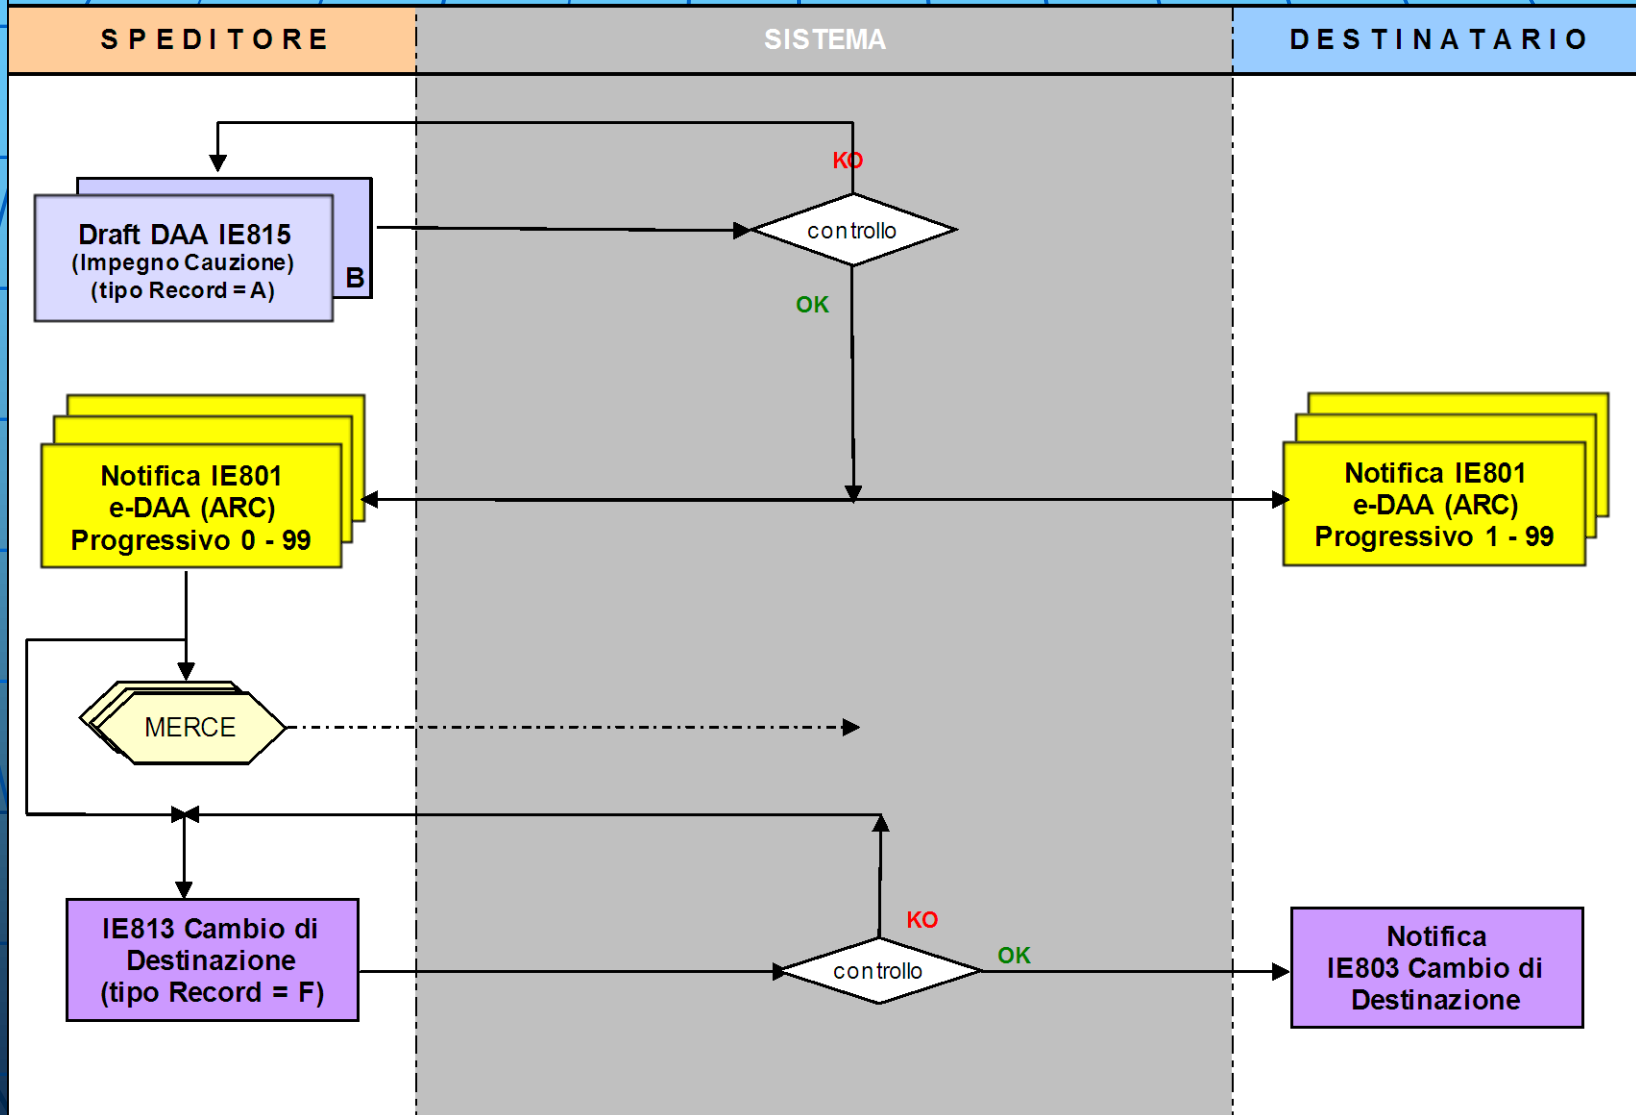 SPEDITORE
SISTEMA
DESTINATARIO
KO
Draft DAA IE815
(Impegno Cauzione)
(tipo Record = A)
B
controllo
OK
Notifica IE801
e-DAA (ARC)
Progressivo 0 - 99
Notifica IE801
e-DAA (ARC)
Progressivo 1 - 99
MERCE
IE813 Cambio di
Destinazione
(tipo Record = F)
KO
controllo
OK
Notifica
IE803 Cambio di
Destinazione